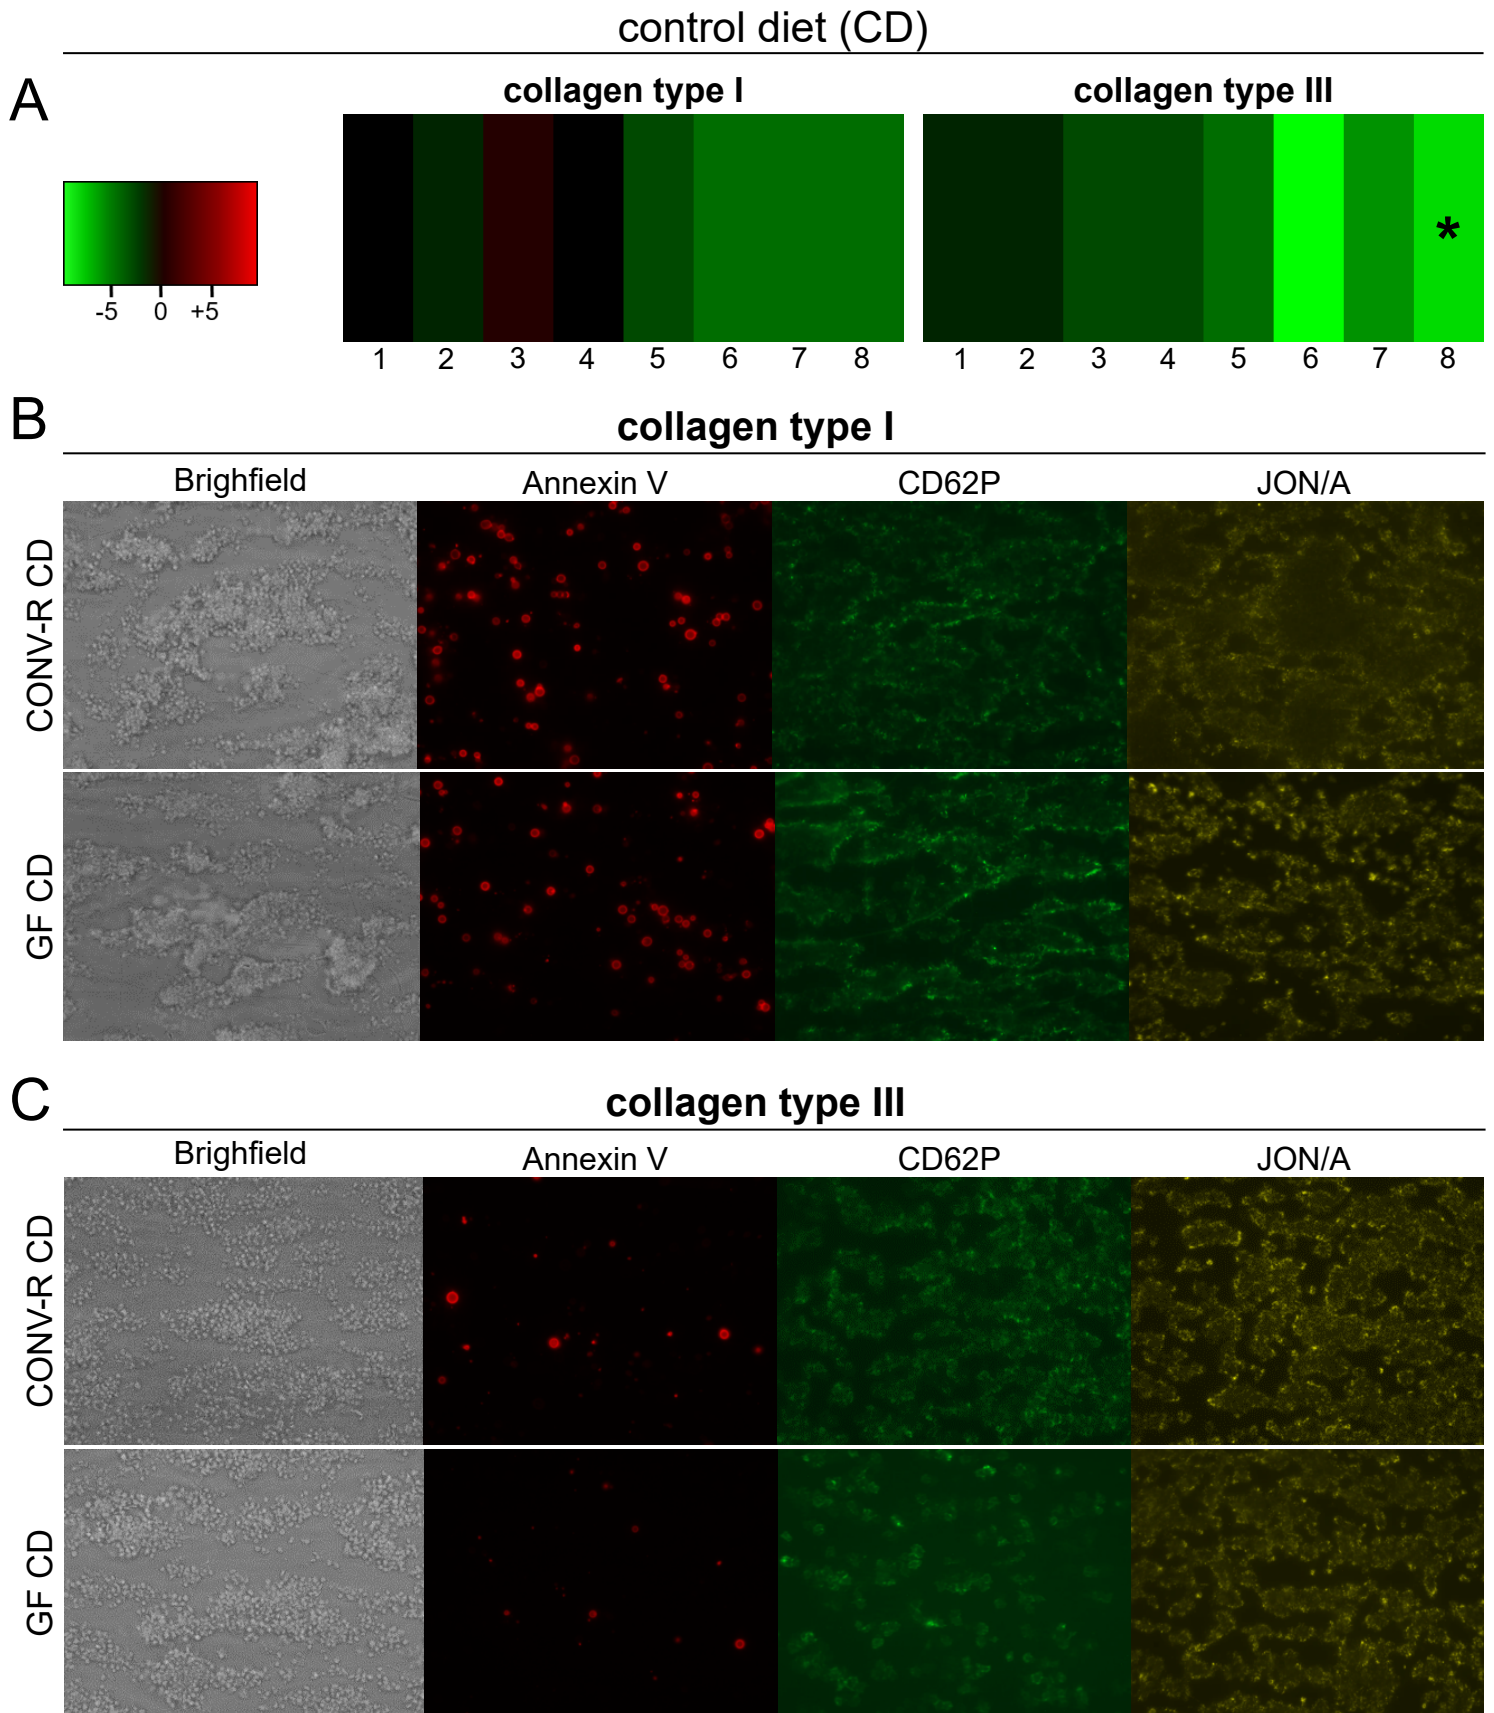 control diet (CD)
A
collagen type I
collagen type III
-5 0 +5
*
1 2 3 4 5 6 7 8
1 2 3 4 5 6 7 8
B
collagen type I
Brighfield
Annexin V
CD62P
JON/A
CONV-R CD
GF CD
C
collagen type III
Brighfield
Annexin V
CD62P
JON/A
CONV-R CD
GF CD